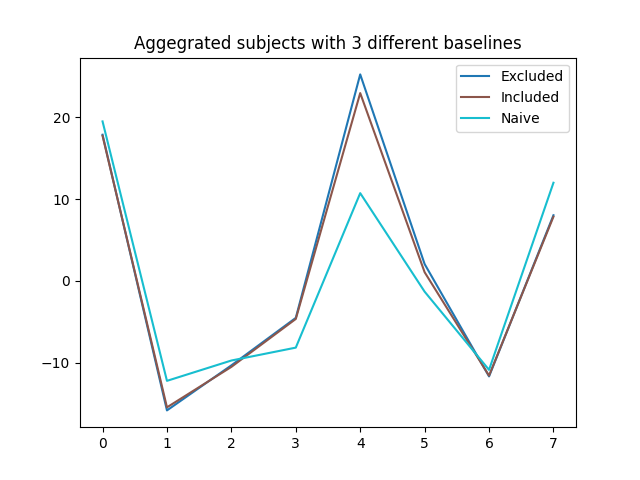 Aggegrated subjects with 3 different baselines
Excluded
Included
Naive
20
10
0
−10
0 1 2 3 4 5 6 7